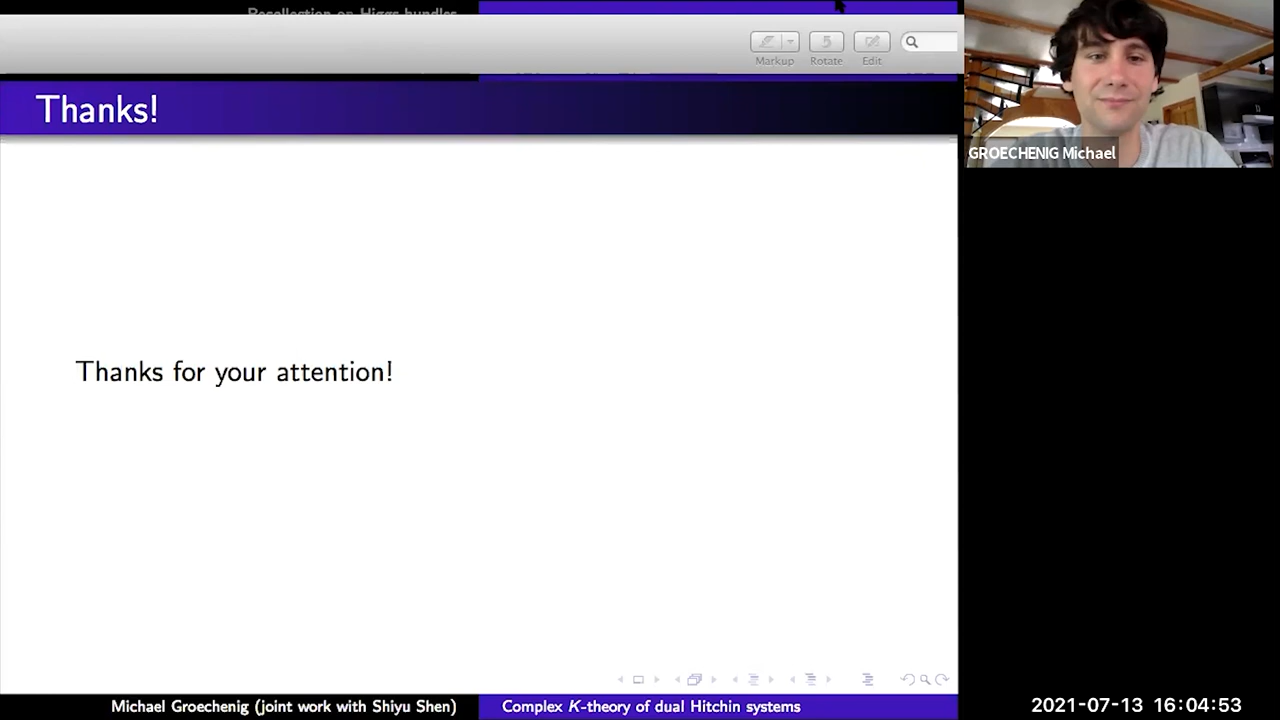 Recollection on Higgs bundles
Markup
Rotate
Edit
Thanks!
GROECHENIG Michael
Thanks for your attention!
Michael Groechenig (joint work with Shiyu Shen)
Complex K-theory of dual Hitchin systems
2021-07-13 16:04:53